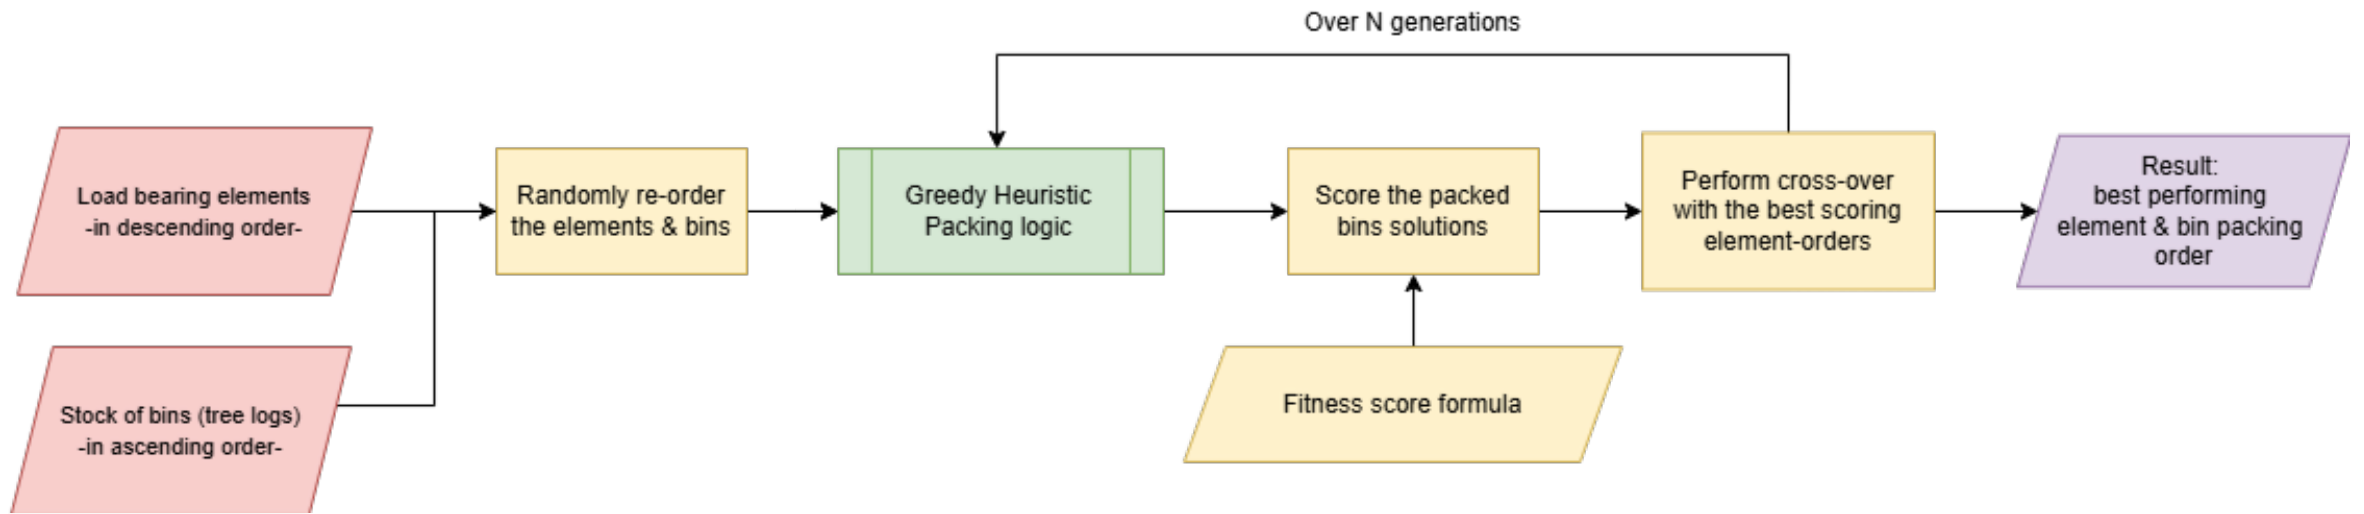 Over N generations
Load bearing elements
-in descending order-
Stock of bins (tree logs)
-in ascending order-
Randomly re-order
the elements & bins
Greedy Heuristic
Packing logic
Score the packed
bins solutions
Fitness score formula
Perform cross-over
with the best scoring
element-orders
Result:
best performing
element & bin packing
order